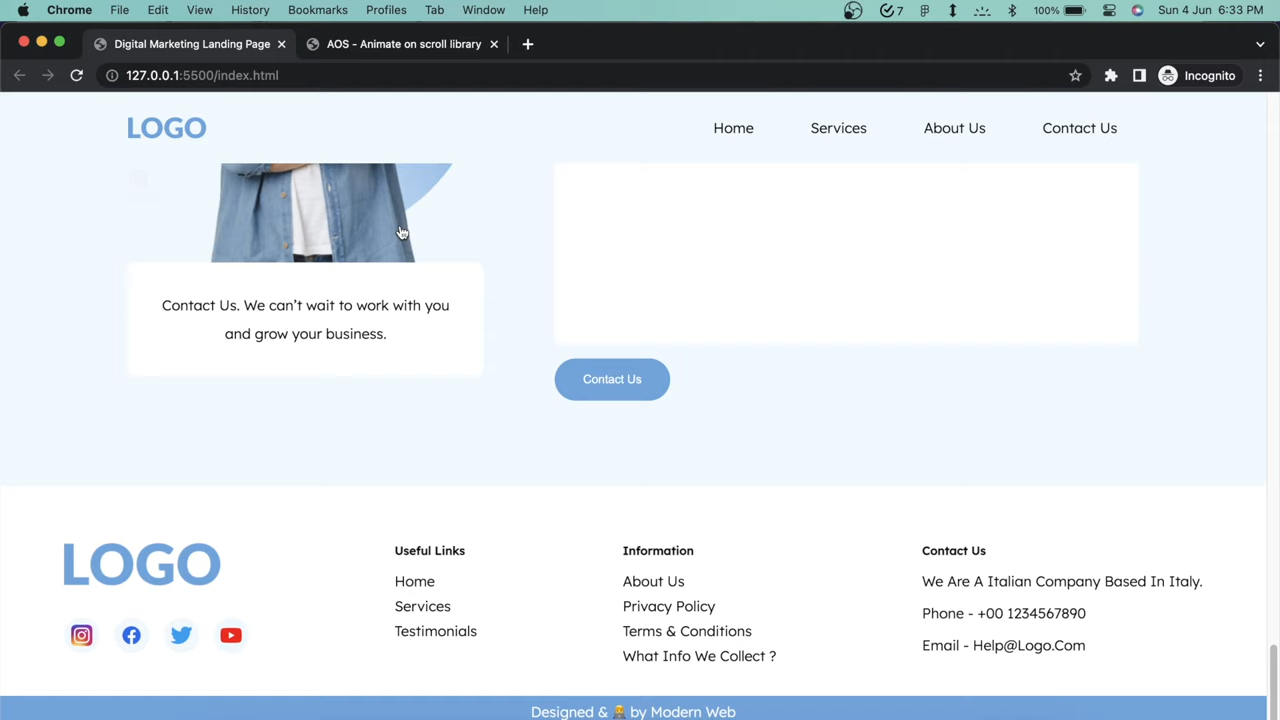 Chrome File Edit View History Bookmarks Profiles Tab Window Help 7 100% Sun 4 Jun 6:33 PM
Digital Marketing Landing Page AOS - Animate on scroll library
127.0.0.1:5500/index.html Incognito
LOGO Home Services About Us Contact Us
Contact Us. We can't wait to work with you
and grow your business.
Contact Us
LOGO
Useful Links
Home
Services
Testimonials
Information
About Us
Privacy Policy
Terms & Conditions
What Info We Collect ?
Contact Us
We Are A Italian Company Based In Italy.
Phone - +00 1234567890
Email - Help@Logo.Com
Designed & 👨‍💻 by Modern Web